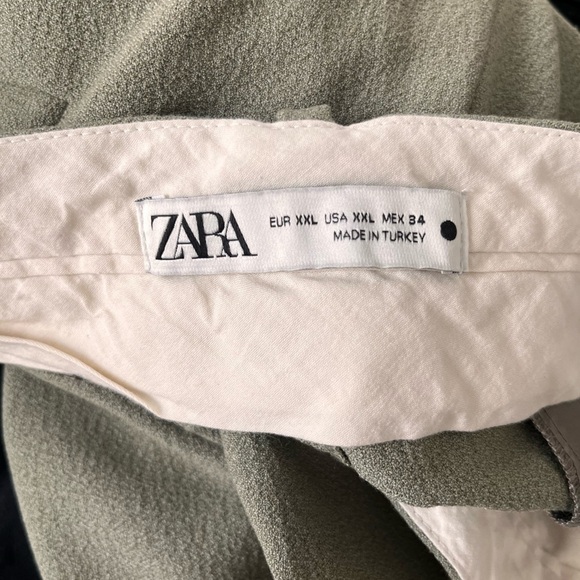 ZARA
EUR XXL USA XXL MEX 34
MADE IN TURKEY